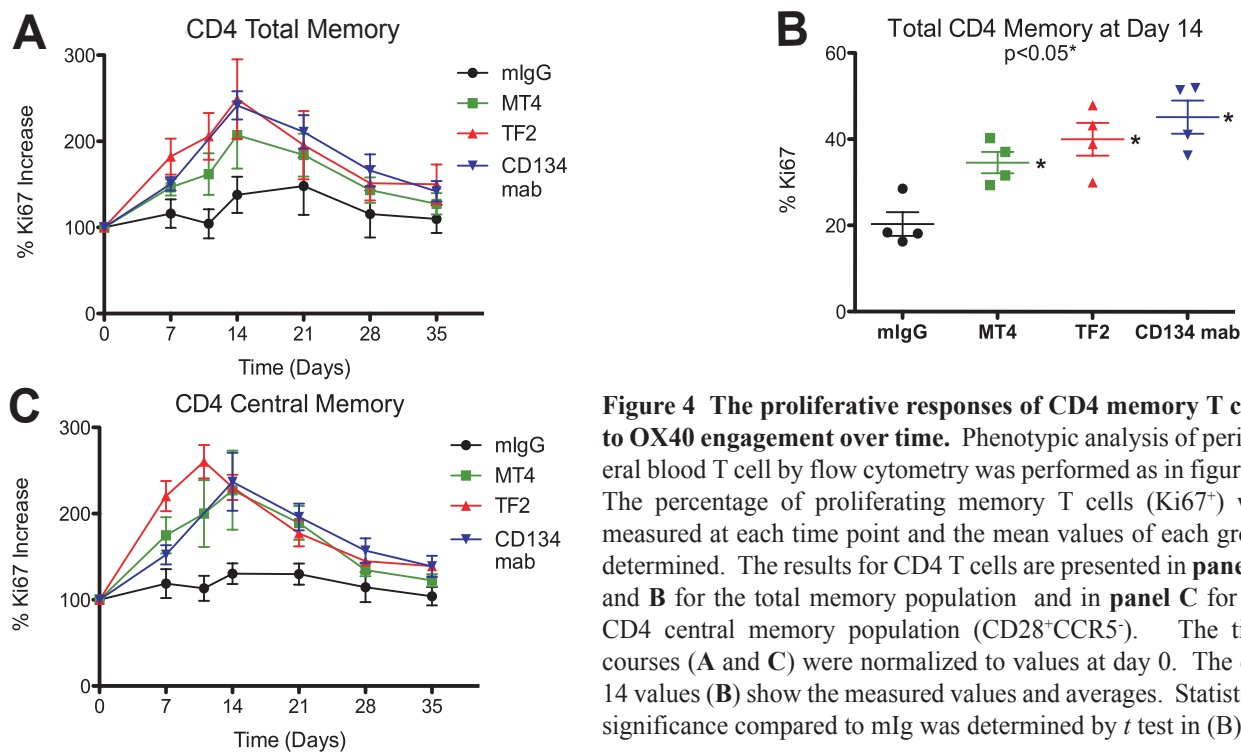 A
CD4 Total Memory
% Ki67 Increase
300
200
100
0
0 7 14 21 28 35
Time (Days)
mIgG
MT4
TF2
CD134
mab
B
Total CD4 Memory at Day 14
p<0.05*
% Ki67
60
40
20
0
*
*
*
mIgG MT4 TF2 CD134 mab
C
CD4 Central Memory
% Ki67 Increase
300
200
100
0
0 7 14 21 28 35
Time (Days)
mIgG
MT4
TF2
CD134
mab
Figure 4 The proliferative responses of CD4 memory T c
to OX40 engagement over time. Phenotypic analysis of peri
eral blood T cell by flow cytometry was performed as in figur
The percentage of proliferating memory T cells (Ki67⁺)
measured at each time point and the mean values of each gro
determined. The results for CD4 T cells are presented in panel
and B for the total memory population and in panel C for
CD4 central memory population (CD28⁺CCR5⁻). The ti
courses (A and C) were normalized to values at day 0. The
14 values (B) show the measured values and averages. Statist
significance compared to mIg was determined by t test in (B)